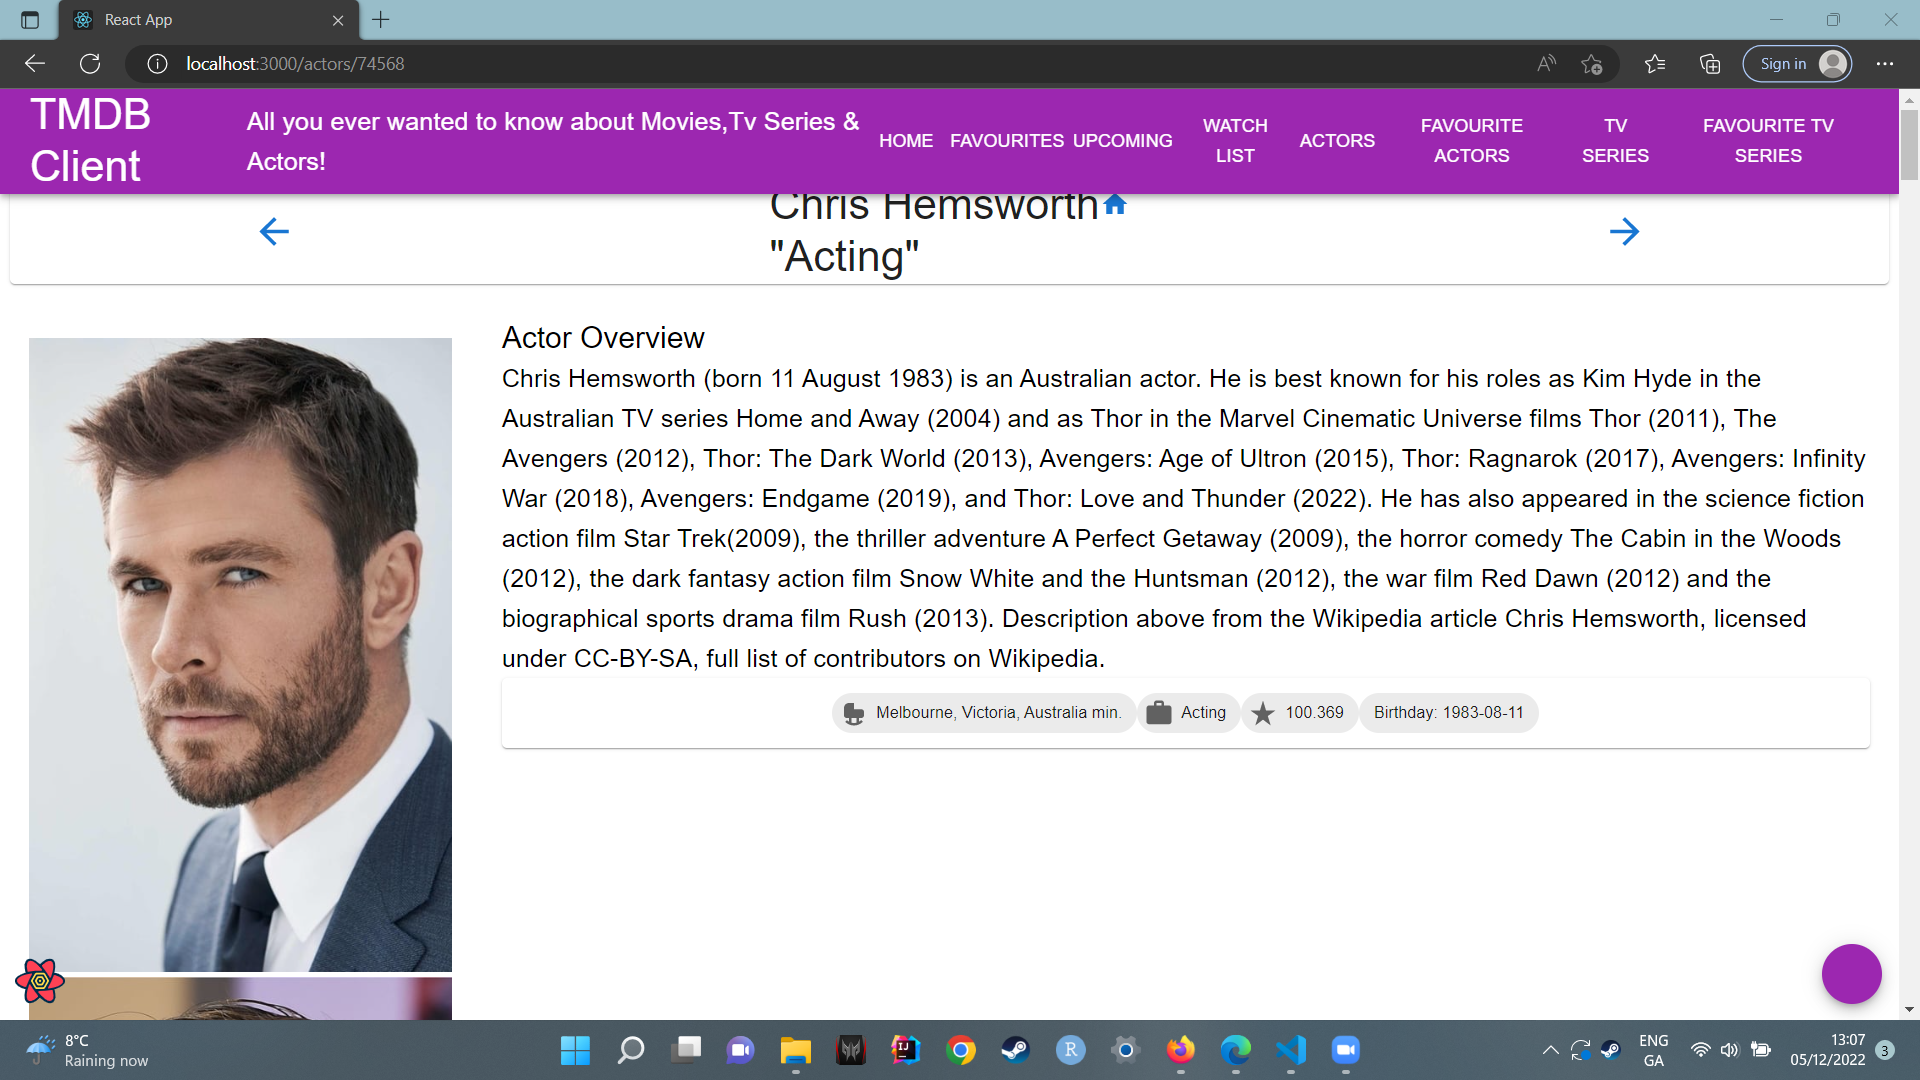 React App
localhost:3000/actors/74568
Sign in
TMDB
Client
All you ever wanted to know about Movies,Tv Series &
Actors!
HOME
FAVOURITES
UPCOMING
WATCH
LIST
ACTORS
FAVOURITE
ACTORS
TV
SERIES
FAVOURITE TV
SERIES
Chris Hemsworth
"Acting"
Actor Overview
Chris Hemsworth (born 11 August 1983) is an Australian actor. He is best known for his roles as Kim Hyde in the
Australian TV series Home and Away (2004) and as Thor in the Marvel Cinematic Universe films Thor (2011), The
Avengers (2012), Thor: The Dark World (2013), Avengers: Age of Ultron (2015), Thor: Ragnarok (2017), Avengers: Infinity
War (2018), Avengers: Endgame (2019), and Thor: Love and Thunder (2022). He has also appeared in the science fiction
action film Star Trek(2009), the thriller adventure A Perfect Getaway (2009), the horror comedy The Cabin in the Woods
(2012), the dark fantasy action film Snow White and the Huntsman (2012), the war film Red Dawn (2012) and the
biographical sports drama film Rush (2013). Description above from the Wikipedia article Chris Hemsworth, licensed
under CC-BY-SA, full list of contributors on Wikipedia.
Melbourne, Victoria, Australia min.
Acting
100.369
Birthday: 1983-08-11
8°C
Raining now
IJ
R
ENG
GA
13:07
05/12/2022
3